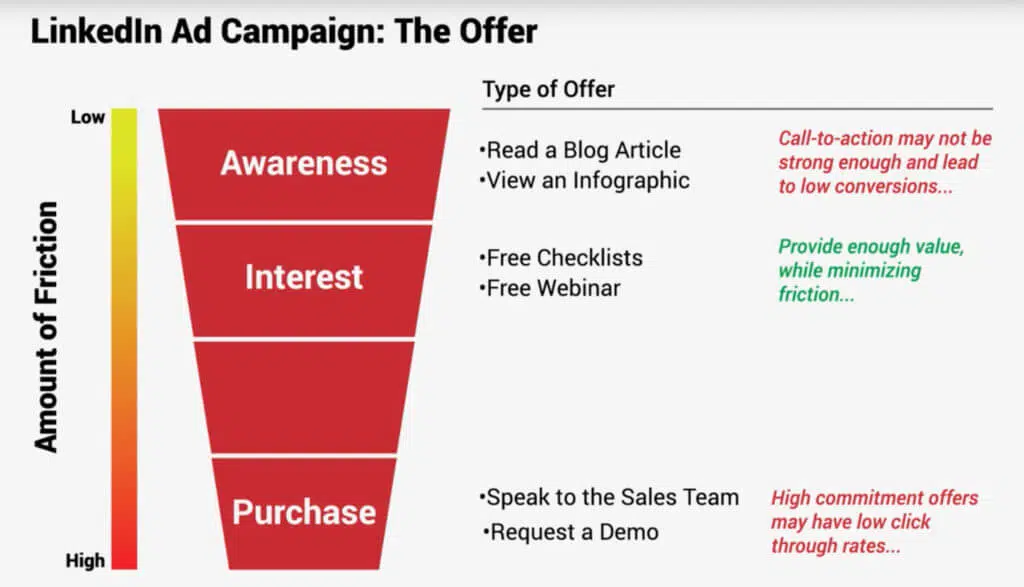 LinkedIn Ad Campaign: The Offer
Type of Offer
Low
Amount of Friction
High
Awareness
•Read a Blog Article
•View an Infographic
Call-to-action may not be
strong enough and lead
to low conversions...
Interest
•Free Checklists
•Free Webinar
Provide enough value,
while minimizing
friction...
Purchase
•Speak to the Sales Team
•Request a Demo
High commitment offers
may have low click
through rates...